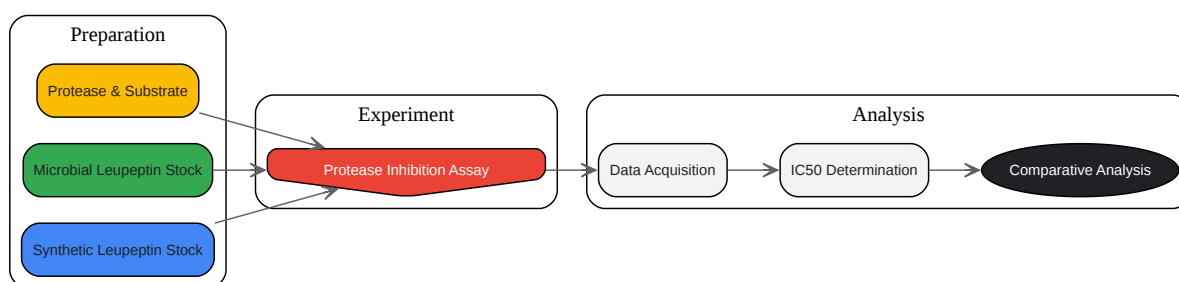 Preparation
Protease & Substrate
Microbial Leupeptin Stock
Synthetic Leupeptin Stock
Experiment
Protease Inhibition Assay
Analysis
Data Acquisition
IC50 Determination
Comparative Analysis